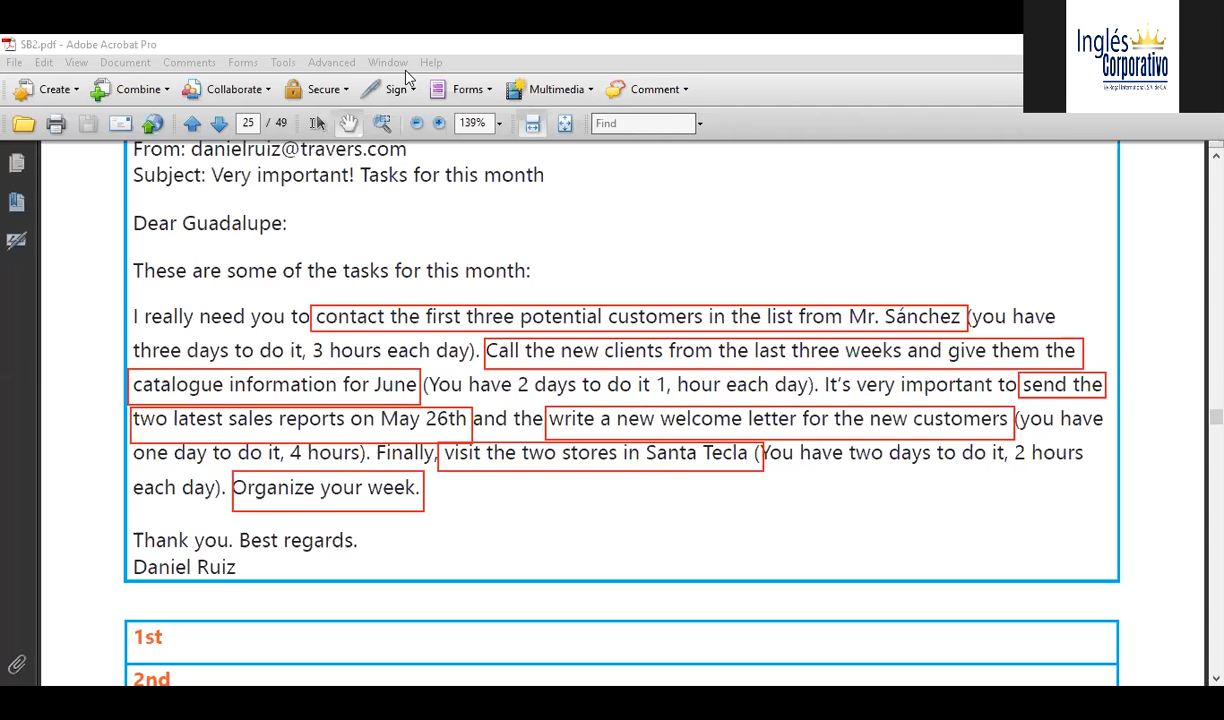 SB2.pdf - Adobe Acrobat Pro
File Edit View Document Comments Forms Tools Advanced Window Help
Create Combine Collaborate Secure Sign Forms Multimedia Comment
25 / 49 139% Find
Inglés
Corporativo
From: danielruiz@travers.com
Subject: Very important! Tasks for this month
Dear Guadalupe:
These are some of the tasks for this month:
I really need you to contact the first three potential customers in the list from Mr. Sánchez (you have
three days to do it, 3 hours each day). Call the new clients from the last three weeks and give them the
catalogue information for June (You have 2 days to do it 1, hour each day). It's very important to send the
two latest sales reports on May 26th and the write a new welcome letter for the new customers (you have
one day to do it, 4 hours). Finally, visit the two stores in Santa Tecla (You have two days to do it, 2 hours
each day). Organize your week.
Thank you. Best regards.
Daniel Ruiz
1st
2nd